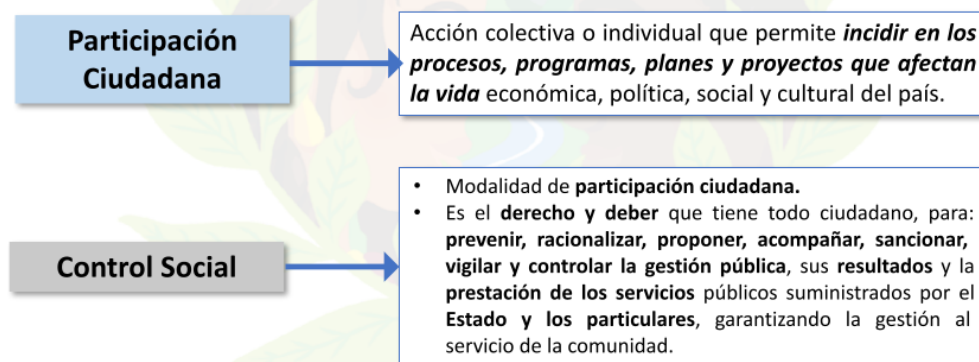 Participación
Ciudadana
Acción colectiva o individual que permite incidir en los
procesos, programas, planes y proyectos que afectan
la vida económica, política, social y cultural del país.
Control Social
• Modalidad de participación ciudadana.
• Es el derecho y deber que tiene todo ciudadano, para:
prevenir, racionalizar, proponer, acompañar, sancionar,
vigilar y controlar la gestión pública, sus resultados y la
prestación de los servicios públicos suministrados por el
Estado y los particulares, garantizando la gestión al
servicio de la comunidad.